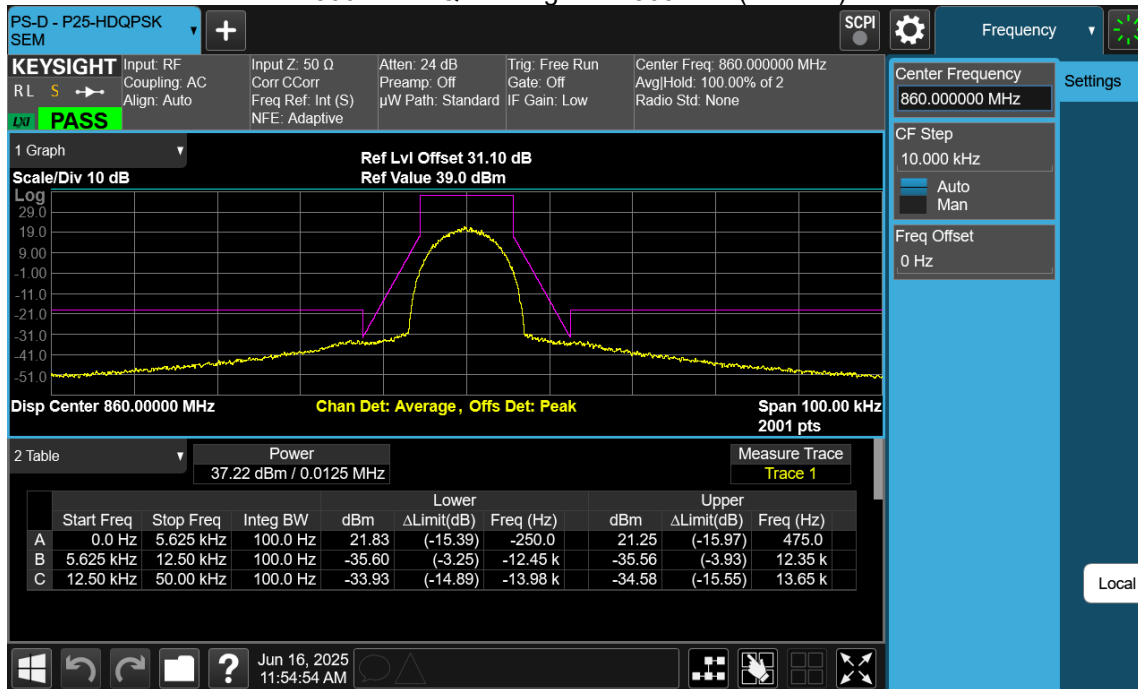 PS-D - P25-HDQPSK
SEM
SCPI
Frequency
KEYSIGHT
R L S
LXI PASS
Input: RF
Coupling: AC
Align: Auto
Input Z: 50 Ω
Corr CCorr
Freq Ref: Int (S)
NFE: Adaptive
Atten: 24 dB
Preamp: Off
µW Path: Standard
Trig: Free Run
Gate: Off
IF Gain: Low
Center Freq: 860.000000 MHz
Avg|Hold: 100.00% of 2
Radio Std: None
Center Frequency
860.000000 MHz
Settings
CF Step
10.000 kHz
Auto
Man
Freq Offset
0 Hz
Local
1 Graph
Scale/Div 10 dB
Ref Lvl Offset 31.10 dB
Ref Value 39.0 dBm
Log
29.0
19.0
9.00
-1.00
-11.0
-21.0
-31.0
-41.0
-51.0
Disp Center 860.00000 MHz
Chan Det: Average , Offs Det: Peak
Span 100.00 kHz
2001 pts
2 Table
Power
37.22 dBm / 0.0125 MHz
Measure Trace
Trace 1
Lower Upper
Start Freq Stop Freq Integ BW dBm ΔLimit(dB) Freq (Hz) dBm ΔLimit(dB) Freq (Hz)
A 0.0 Hz 5.625 kHz 100.0 Hz 21.83 (-15.39) -250.0 21.25 (-15.97) 475.0
B 5.625 kHz 12.50 kHz 100.0 Hz -35.60 (-3.25) -12.45 k -35.56 (-3.93) 12.35 k
C 12.50 kHz 50.00 kHz 100.0 Hz -33.93 (-14.89) -13.98 k -34.58 (-15.55) 13.65 k
?
Jun 16, 2025
11:54:54 AM